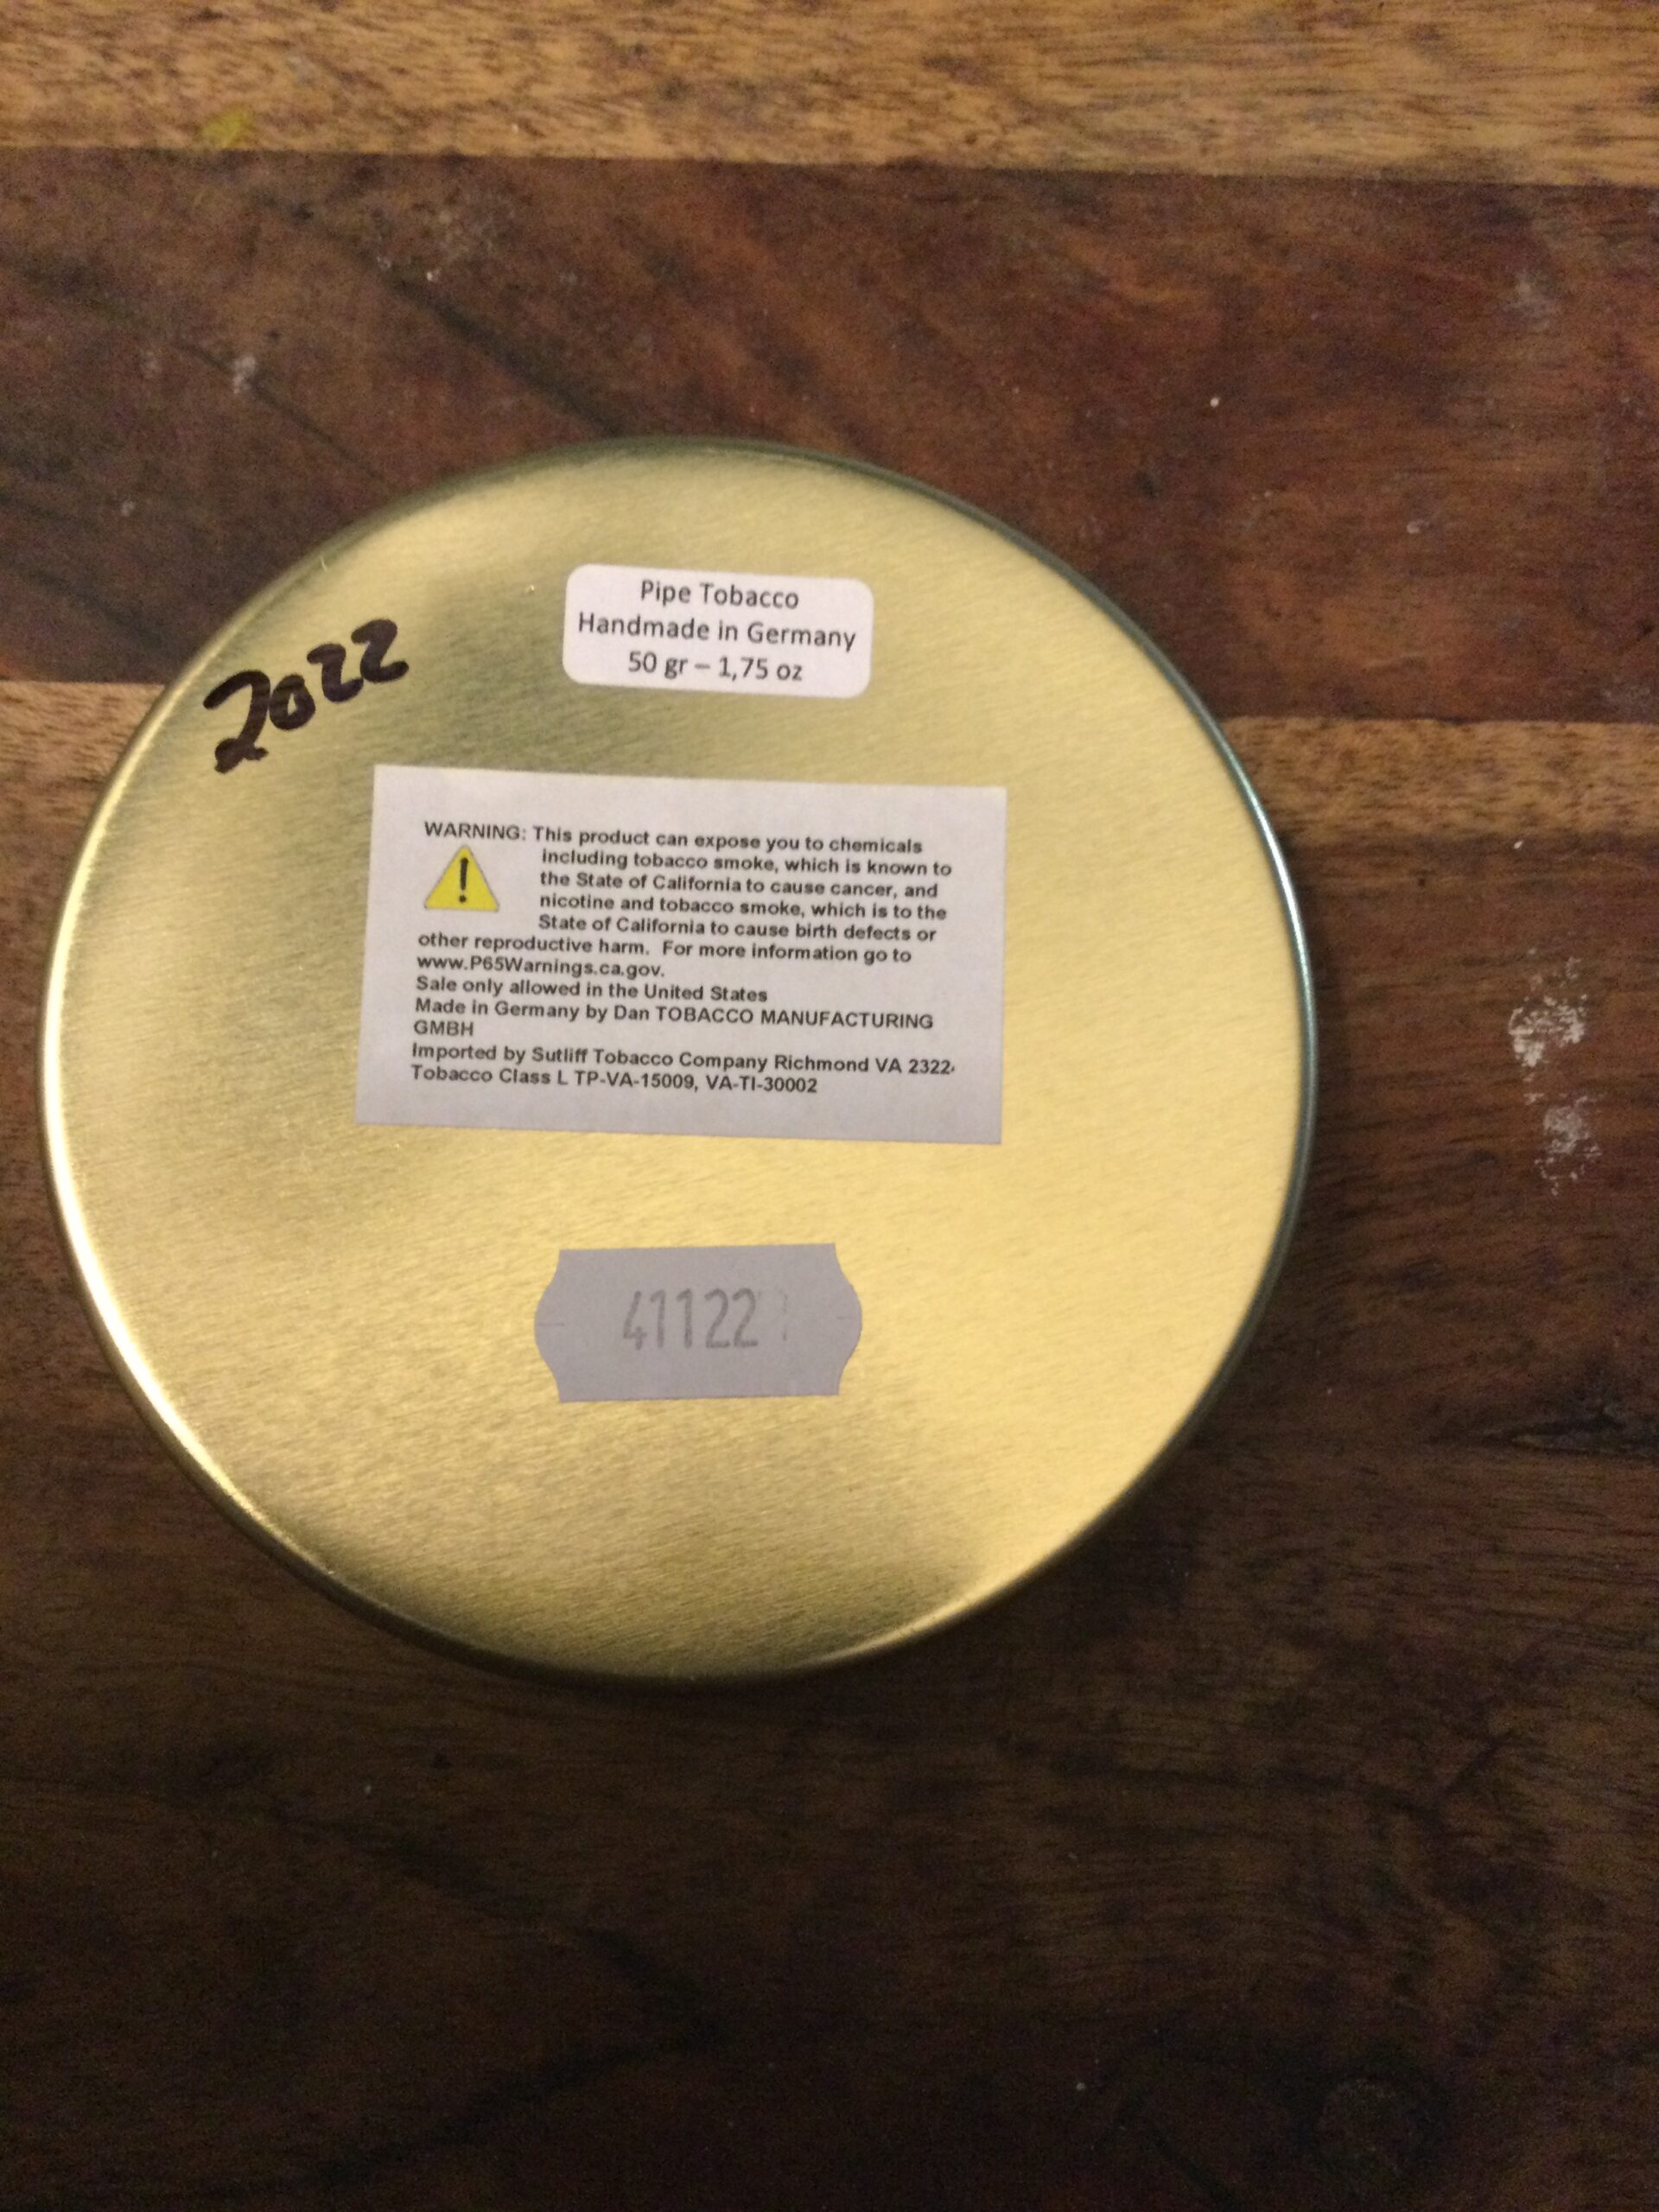 2022
Pipe Tobacco
Handmade in Germany
50 gr – 1,75 oz
WARNING: This product can expose you to chemicals
including tobacco smoke, which is known to
the State of California to cause cancer, and
nicotine and tobacco smoke, which is to the
State of California to cause birth defects or
other reproductive harm. For more information go to
www.P65Warnings.ca.gov.
Sale only allowed in the United States
Made in Germany by Dan TOBACCO MANUFACTURING
GMBH
Imported by Sutliff Tobacco Company Richmond VA 2322
Tobacco Class L TP-VA-15009, VA-TI-30002
41122